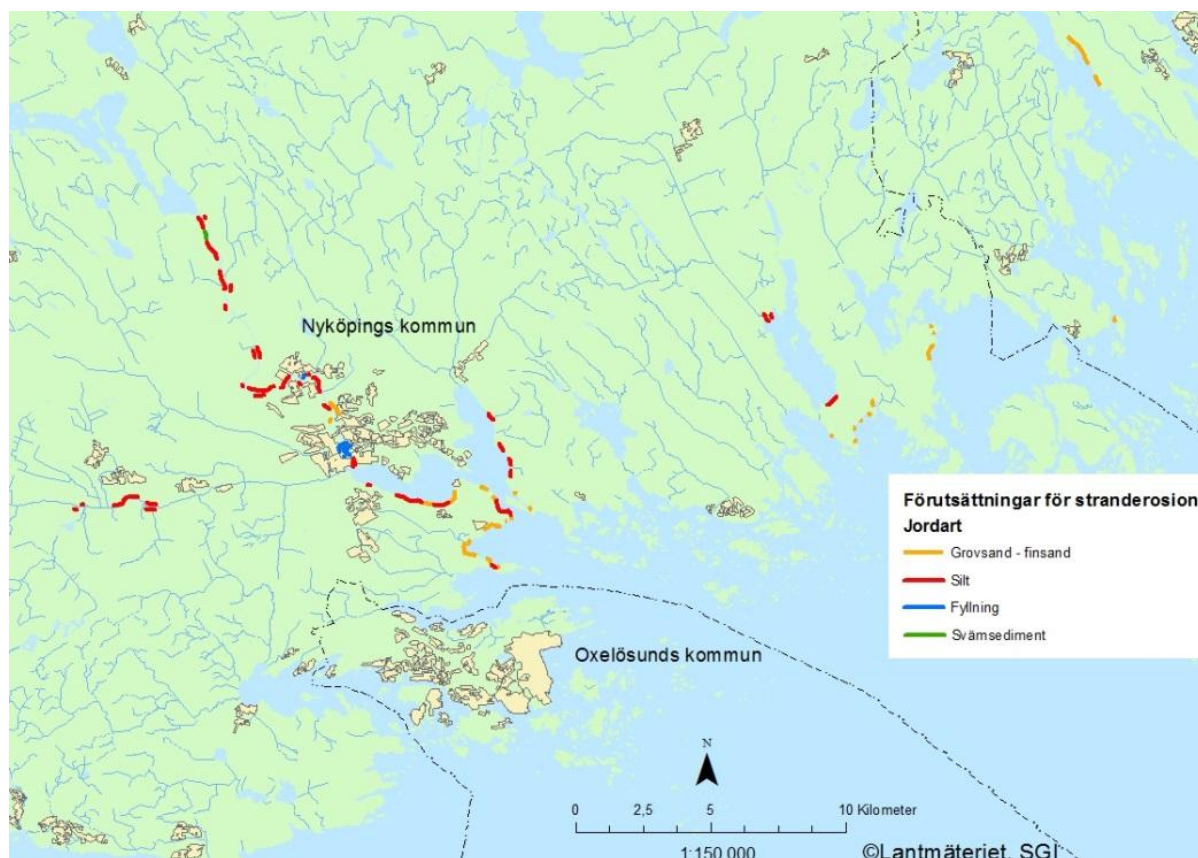 Nyköpings kommun
Förutsättningar för stranderosion
Jordart
Grovsand - finsand
Silt
Fyllning
Svämsediment
Oxelösunds kommun
N
0 2,5 5 10 Kilometer
1:150 000
©Lantmäteriet, SGI